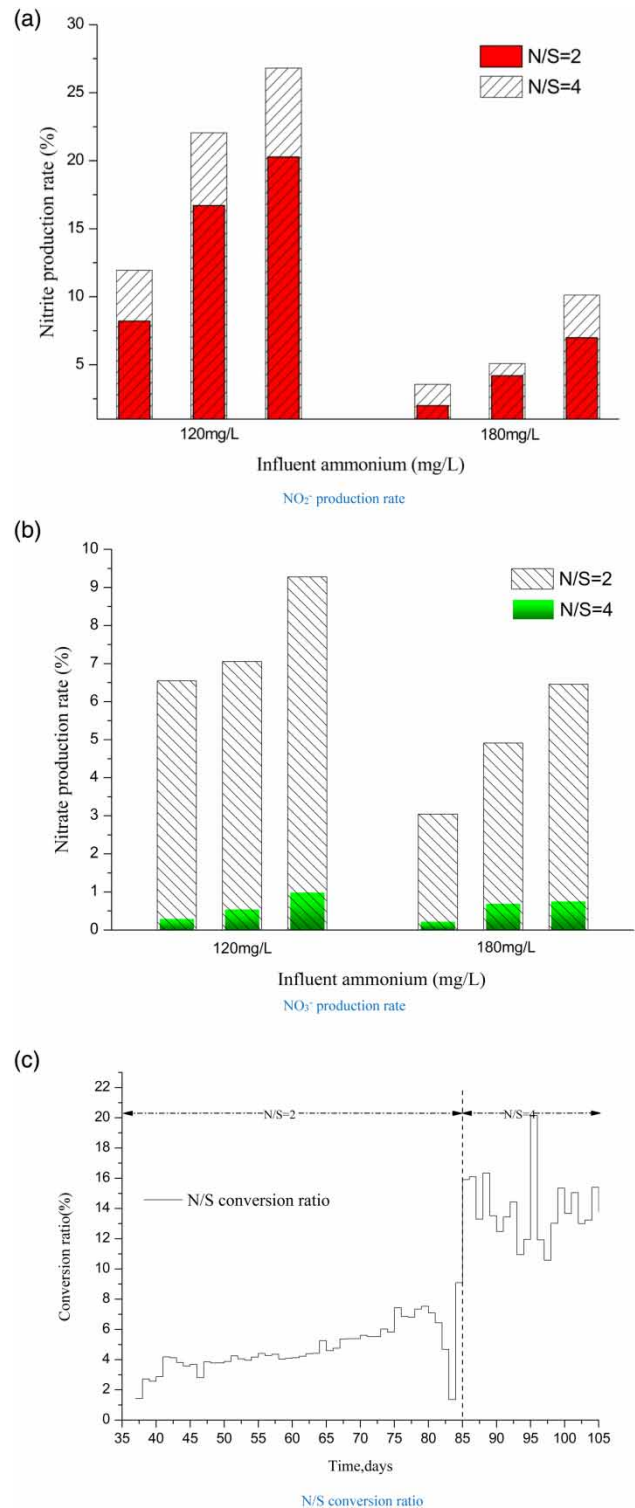 (a)
30
25
20
15
10
5
Nitrite production rate (%)
N/S=2
N/S=4
120mg/L
180mg/L
Influent ammonium (mg/L)
NO₂⁻ production rate
(b)
10
9
8
7
6
5
4
3
2
1
0
Nitrate production rate (%)
N/S=2
N/S=4
120mg/L
180mg/L
Influent ammonium (mg/L)
NO₃⁻ production rate
(c)
22
20
18
16
14
12
10
8
6
4
2
0
Conversion ratio(%)
N/S=2
N/S=4
N/S conversion ratio
35 40 45 50 55 60 65 70 75 80 85 90 95 100 105
Time,days
N/S conversion ratio